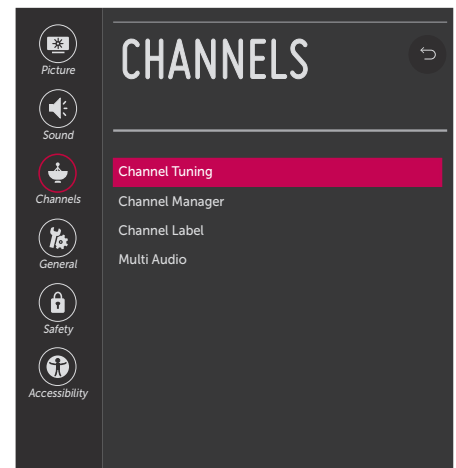 Picture
Sound
Channels
General
Safety
Accessibility
CHANNELS
Channel Tuning
Channel Manager
Channel Label
Multi Audio